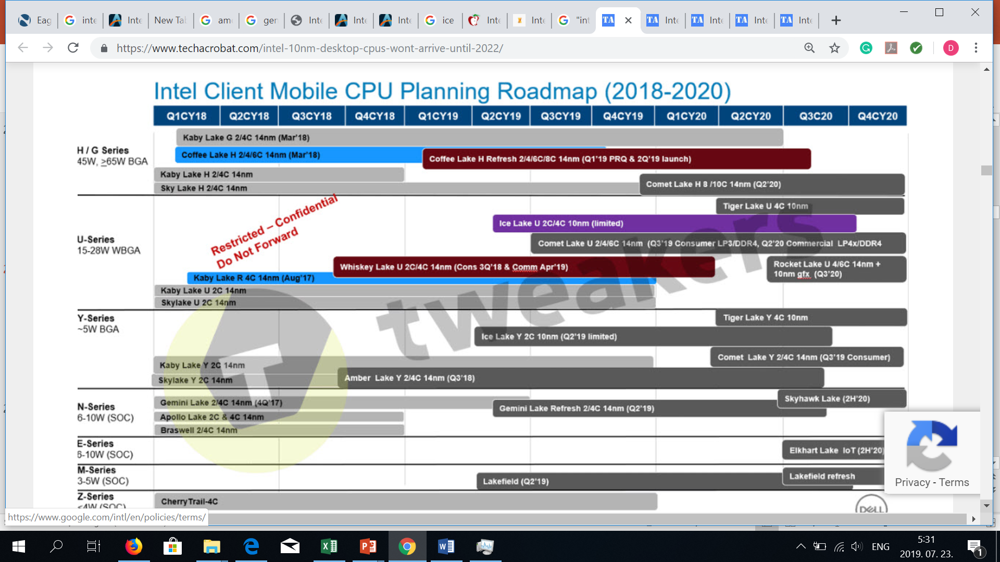 Eag
inte
Inte
New Tab
amo
gen
Inte
Inte
Inte
ice
Inte
Inte
"int
TA
TA Inte
TA Inte
TA Inte
TA Inte
https://www.techacrobat.com/intel-10nm-desktop-cpus-wont-arrive-until-2022/
D
Intel Client Mobile CPU Planning Roadmap (2018-2020)
Q1CY18 Q2CY18 Q3CY18 Q4CY18 Q1CY19 Q2CY19 Q3CY19 Q4CY19 Q1CY20 Q2CY20 Q3C20 Q4CY20
H / G Series
45W, >65W BGA
Kaby Lake G 2/4C 14nm (Mar'18)
Coffee Lake H 2/4/6C 14nm (Mar'18)
Coffee Lake H Refresh 2/4/6C/8C 14nm (Q1'19 PRQ & 2Q'19 launch)
Kaby Lake H 2/4C 14nm
Sky Lake H 2/4C 14nm
Comet Lake H 8 /10C 14nm (Q2'20)
Restricted – Confidential
Do Not Forward
U-Series
15-28W WBGA
Tiger Lake U 4C 10nm
Ice Lake U 2C/4C 10nm (limited)
Comet Lake U 2/4/6C 14nm (Q3'19 Consumer LP3/DDR4, Q2'20 Commercial LP4x/DDR4
Whiskey Lake U 2C/4C 14nm (Cons 3Q'18 & Comm Apr'19)
Rocket Lake U 4/6C 14nm +
10nm gfx (Q3'20)
Kaby Lake R 4C 14nm (Aug'17)
Kaby Lake U 2C 14nm
Skylake U 2C 14nm
tweakers
Y-Series
~5W BGA
Tiger Lake Y 4C 10nm
Ice Lake Y 2C 10nm (Q2'19 limited)
Comet Lake Y 2/4C 14nm (Q3'19 Consumer)
Kaby Lake Y 2C 14nm
Skylake Y 2C 14nm
Amber Lake Y 2/4C 14nm (Q3'18)
N-Series
6-10W (SOC)
Gemini Lake 2/4C 14nm (4Q'17)
Skyhawk Lake (2H'20)
Gemini Lake Refresh 2/4C 14nm (Q2'19)
Apollo Lake 2C & 4C 14nm
Braswell 2/4C 14nm
E-Series
6-10W (SOC)
Elkhart Lake IoT (2H'20)
M-Series
3-5W (SOC)
Lakefield (Q2'19)
Lakefield refresh
Z-Series
<4W (SOC)
CherryTrail-4C
DELL
Privacy - Terms
https://www.google.com/intl/en/policies/terms/
ENG
5:31
2019. 07. 23.
1